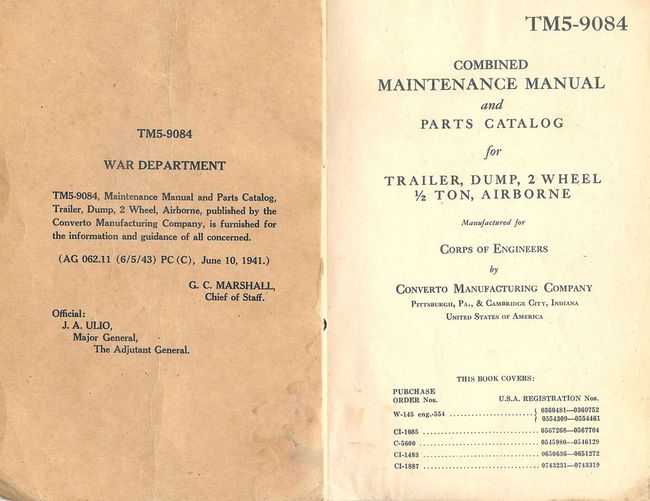 TM5-9084
WAR DEPARTMENT
TM5-9084, Maintenance Manual and Parts Catalog,
Trailer, Dump, 2 Wheel, Airborne, published by the
Converto Manufacturing Company, is furnished for
the information and guidance of all concerned.
(AG 062.11 (6/5/43) PC (C), June 10, 1941.)
G. C. MARSHALL,
Chief of Staff.
Official:
J. A. ULIO,
Major General,
The Adjutant General.
TM5-9084
COMBINED
MAINTENANCE MANUAL
and
PARTS CATALOG
for
TRAILER, DUMP, 2 WHEEL
½ TON, AIRBORNE
Manufactured for
CORPS OF ENGINEERS
by
CONVERTO MANUFACTURING COMPANY
PITTSBURGH, PA., & CAMBRIDGE CITY, INDIANA
UNITED STATES OF AMERICA
THIS BOOK COVERS:
PURCHASE
ORDER Nos. U.S.A. REGISTRATION Nos.
W-145 eng.-554 .................... { 0360481—0360752
0554309—0554461
CI-1085 .................... 0567268—0567704
C-5600 .................... 0545980—0546129
CI-1483 .................... 0650636—0651272
CI-1887 .................... 0743231—0743319